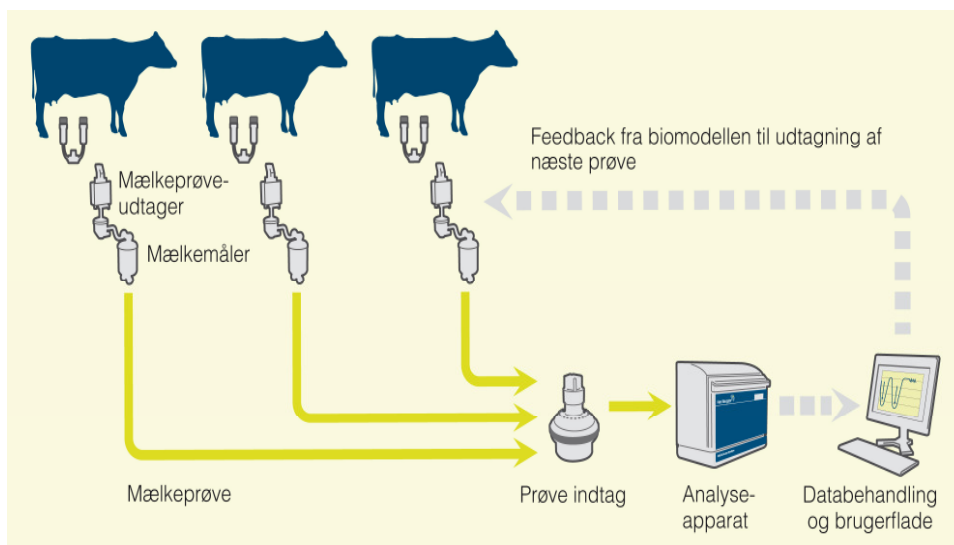 Feedback fra biomodellen til udtagning af
næste prøve
Mælkeprøve-
udtager
Mælkemåler
Mælkeprøve
Prøve indtag
Analyse-
apparat
Databehandling
og brugerflade